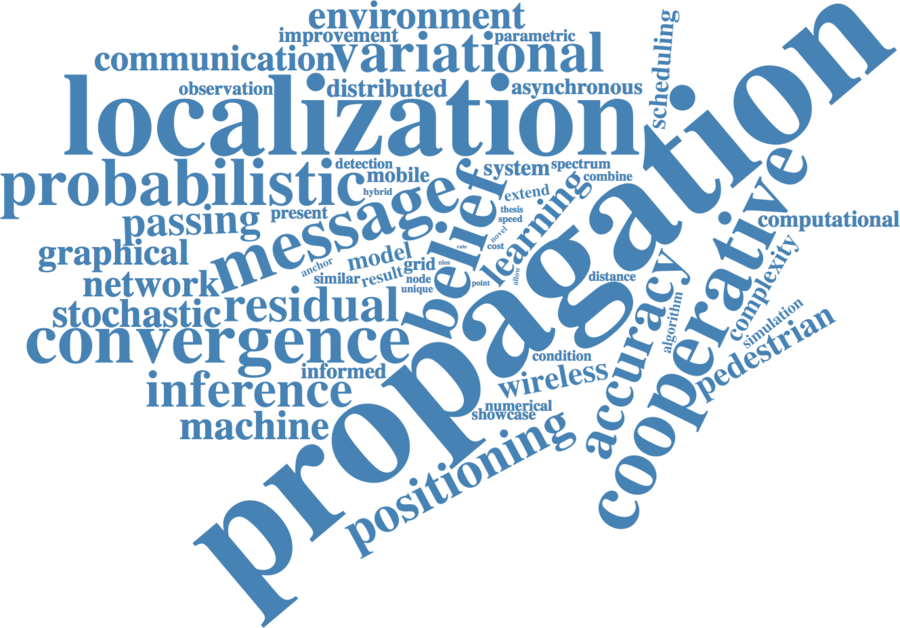 environment
improvement
parametric
scheduling
communication
variational
observation
distributed
asynchronous
localization
propagation
probabilistic
detection
mobile
system
spectrum
combine
hybrid
extend
passing
present
message
belief
learning
thesis
speed
novel
computational
cooperative
graphical
anchor
model
cost
rate
network
similar
result
grid
nlos
node
unique
point
allow
distance
complexity
stochastic
residual
accuracy
algorithm
simulation
convergence
condition
pedestrian
informed
inference
wireless
numerical
showcase
machine
positioning